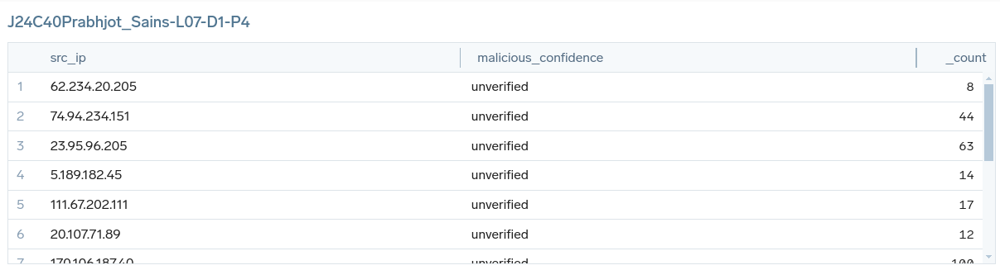 J24C40Prabhjot_Sains-L07-D1-P4
src_ip malicious_confidence _count
1 62.234.20.205 unverified 8
2 74.94.234.151 unverified 44
3 23.95.96.205 unverified 63
4 5.189.182.45 unverified 14
5 111.67.202.111 unverified 17
6 20.107.71.89 unverified 12
7 170.106.187.40 unverified 100